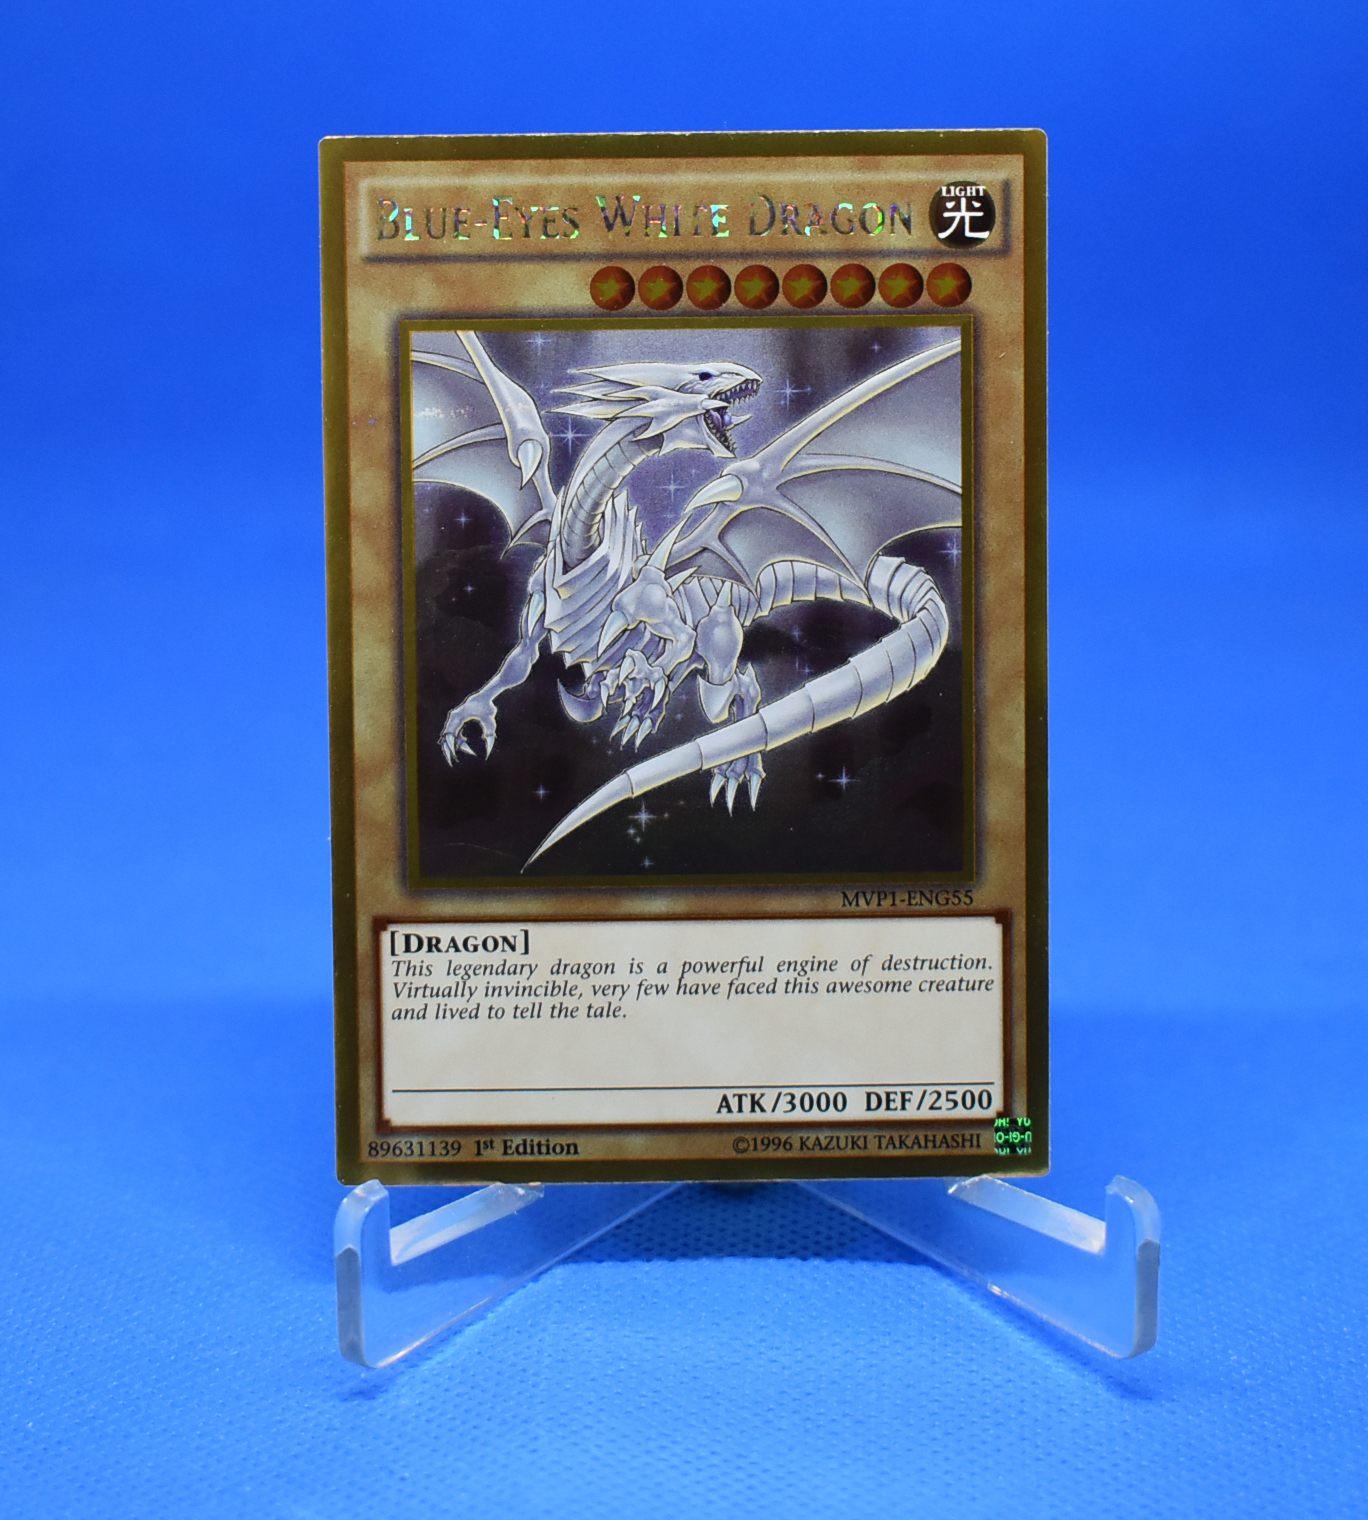 BLUE-EYES WHITE DRAGON
LIGHT
光
MVP1-ENG55
[DRAGON]
This legendary dragon is a powerful engine of destruction.
Virtually invincible, very few have faced this awesome creature
and lived to tell the tale.
ATK/3000 DEF/2500
89631139 1st Edition
©1996 KAZUKI TAKAHASHI